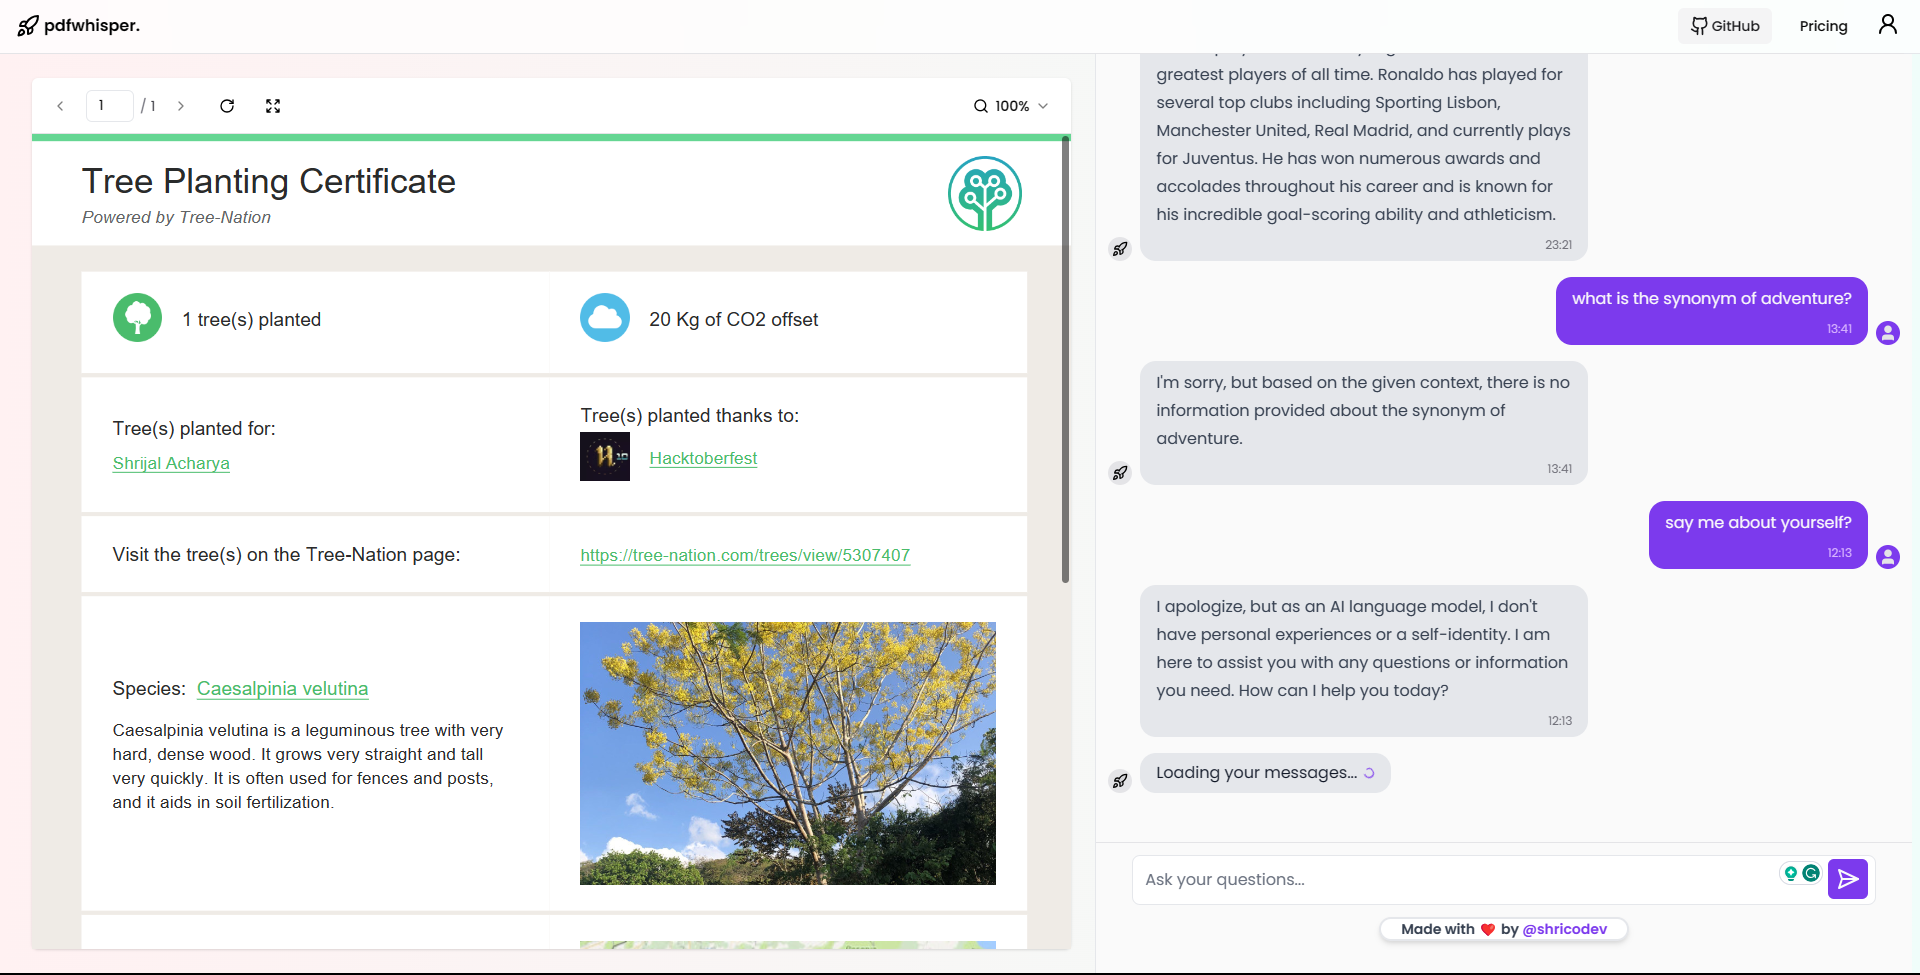 pdfwhisper.
GitHub
Pricing
1 / 1
100%
Tree Planting Certificate
Powered by Tree-Nation
1 tree(s) planted
20 Kg of CO2 offset
Tree(s) planted for:
Shrijal Acharya
Tree(s) planted thanks to:
Hacktoberfest
Visit the tree(s) on the Tree-Nation page:
https://tree-nation.com/trees/view/5307407
Species: Caesalpinia velutina
Caesalpinia velutina is a leguminous tree with very
hard, dense wood. It grows very straight and tall
very quickly. It is often used for fences and posts,
and it aids in soil fertilization.
greatest players of all time. Ronaldo has played for
several top clubs including Sporting Lisbon,
Manchester United, Real Madrid, and currently plays
for Juventus. He has won numerous awards and
accolades throughout his career and is known for
his incredible goal-scoring ability and athleticism.
23:21
what is the synonym of adventure?
13:41
I'm sorry, but based on the given context, there is no
information provided about the synonym of
adventure.
13:41
say me about yourself?
12:13
I apologize, but as an AI language model, I don't
have personal experiences or a self-identity. I am
here to assist you with any questions or information
you need. How can I help you today?
12:13
Loading your messages...
Ask your questions...
Made with ❤️ by @shricodev